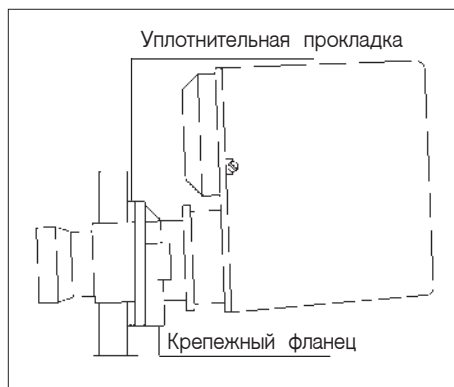 Уплотнительная прокладка
Крепежный фланец